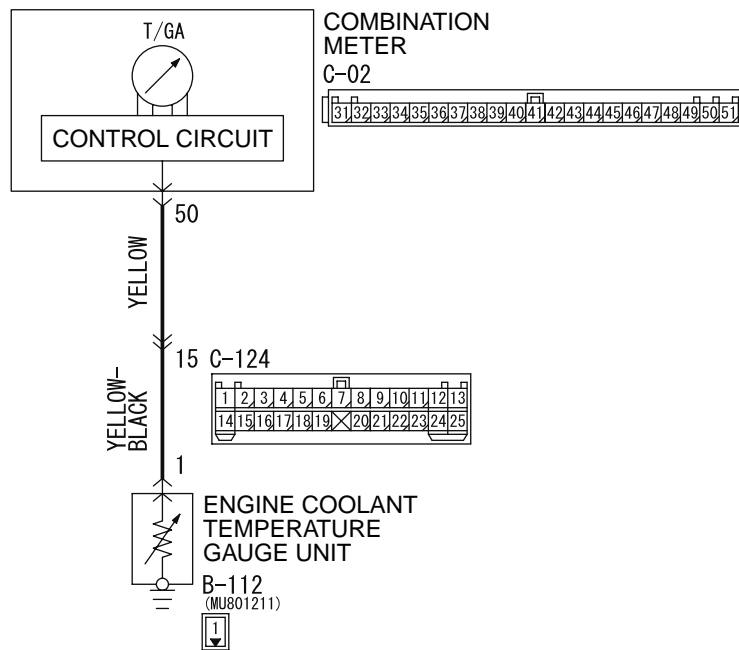 T/GA
CONTROL CIRCUIT
COMBINATION
METER
C-02
31 32 33 34 35 36 37 38 39 40 41 42 43 44 45 46 47 48 49 50 51
50
YELLOW
15 C-124
1 2 3 4 5 6 7 8 9 10 11 12 13
14 15 16 17 18 19 20 21 22 23 24 25
YELLOW-
BLACK
1
ENGINE COOLANT
TEMPERATURE
GAUGE UNIT
B-112
(MU801211)
1